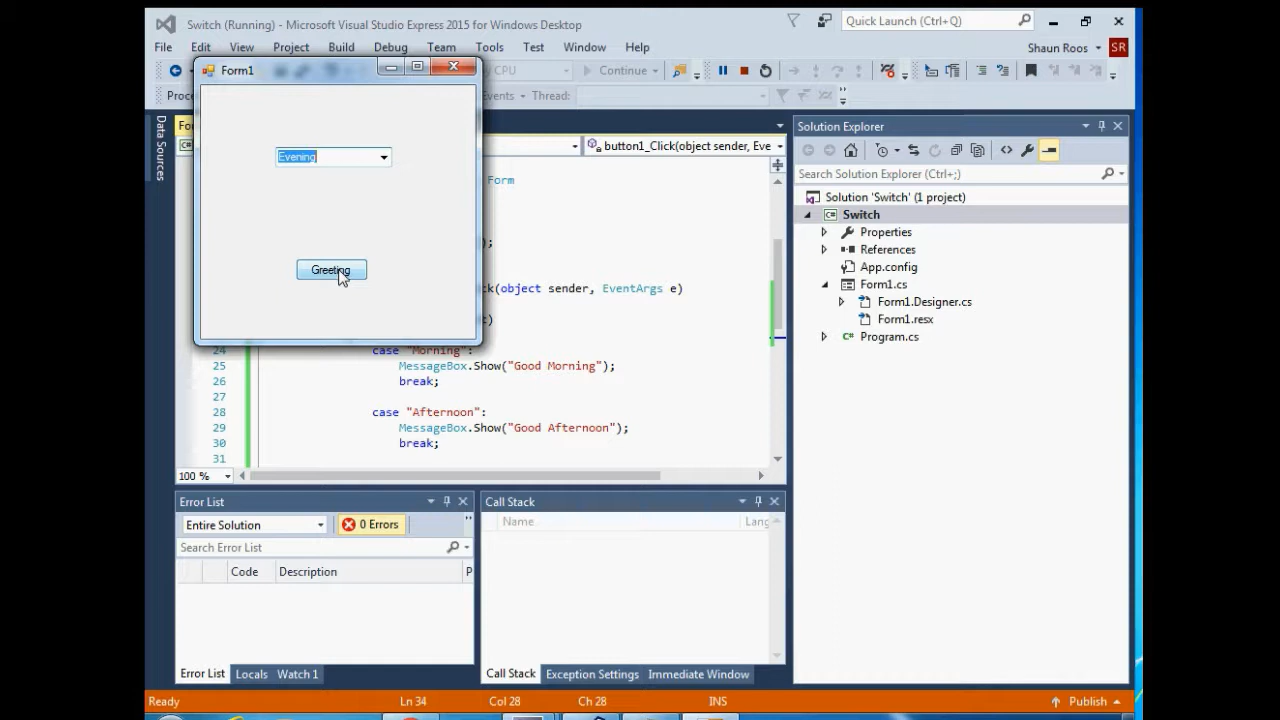 Switch (Running) - Microsoft Visual Studio Express 2015 for Windows Desktop
Quick Launch (Ctrl+Q)
File Edit View Project Build Debug Team Tools Test Window Help
Shaun Roos SR
Form1
CPU
Continue
Proce
Events Thread:
Data Sources
Fo
button1_Click(object sender, Eve
Evening
Form
);
Greeting
ck(object sender, EventArgs e)
t)
24 case "Morning":
25 MessageBox.Show("Good Morning");
26 break;
27
28 case "Afternoon":
29 MessageBox.Show("Good Afternoon");
30 break;
31
100 %
Solution Explorer
Search Solution Explorer (Ctrl+;)
Solution 'Switch' (1 project)
C# Switch
Properties
References
App.config
Form1.cs
Form1.Designer.cs
Form1.resx
C# Program.cs
Error List
Entire Solution
0 Errors
Search Error List
Code Description P
Error List Locals Watch 1
Call Stack
Name Lang
Call Stack Exception Settings Immediate Window
Ready Ln 34 Col 28 Ch 28 INS Publish